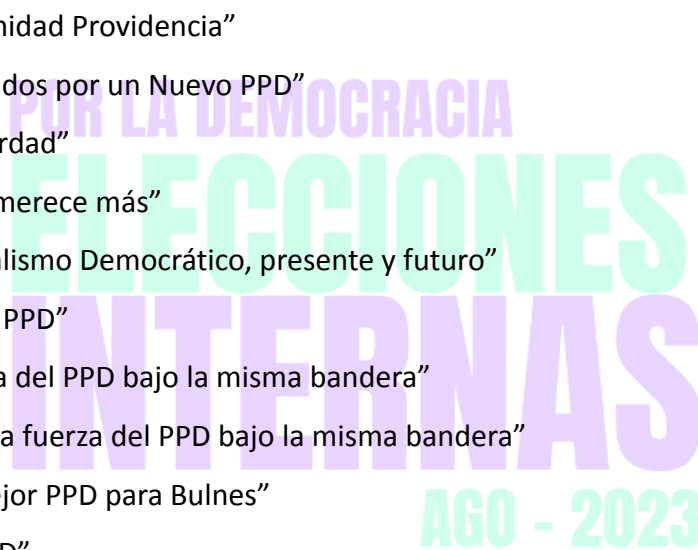 nidad Providencia”
dos por un Nuevo PPD”
POR LA DEMOCRACIA
rdad”
ELECCIONES
merece más”
lismo Democrático, presente y futuro”
PPD”
INTERNAS
a del PPD bajo la misma bandera”
a fuerza del PPD bajo la misma bandera”
jor PPD para Bulnes”
AGO - 2023